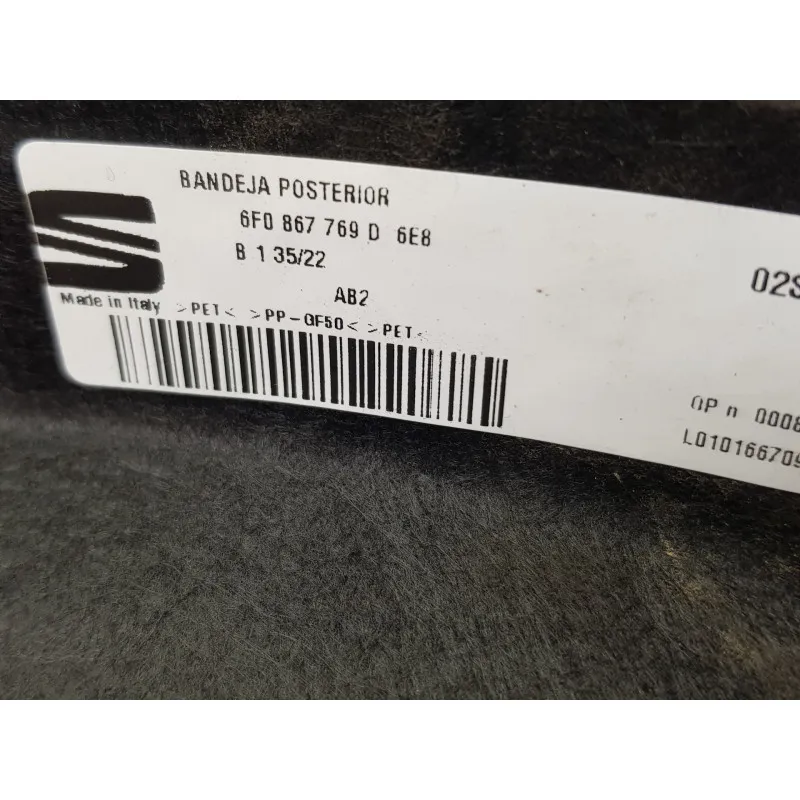 BANDEJA POSTERIOR
6F0 867 769 D 6E8
B 1 35/22
02S
AB2
Made in Italy >PET< >PP-GF50< >PET<
OP n 0008
L010166709